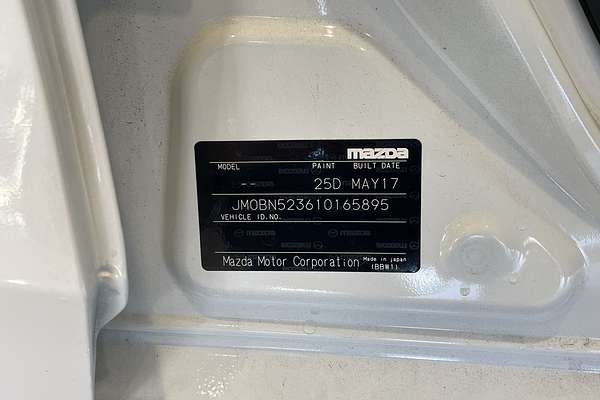 mazda
MODEL PAINT BUILT DATE
-- 25D MAY17
JM0BN523610165895
VEHICLE ID.NO.
Mazda Motor Corporation Made in japan
(BBW1)